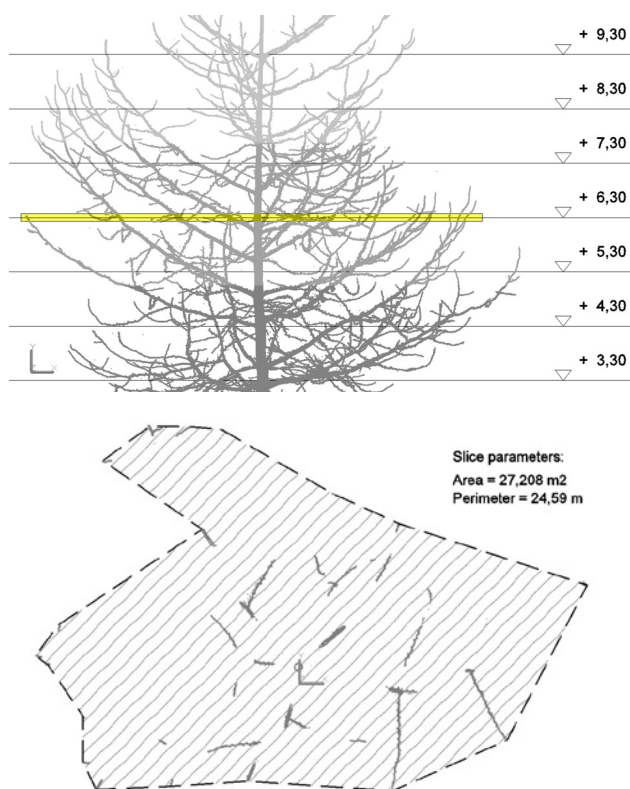 + 9,30
+ 8,30
+ 7,30
+ 6,30
+ 5,30
+ 4,30
+ 3,30
Slice parameters:
Area = 27,208 m2
Perimeter = 24,59 m